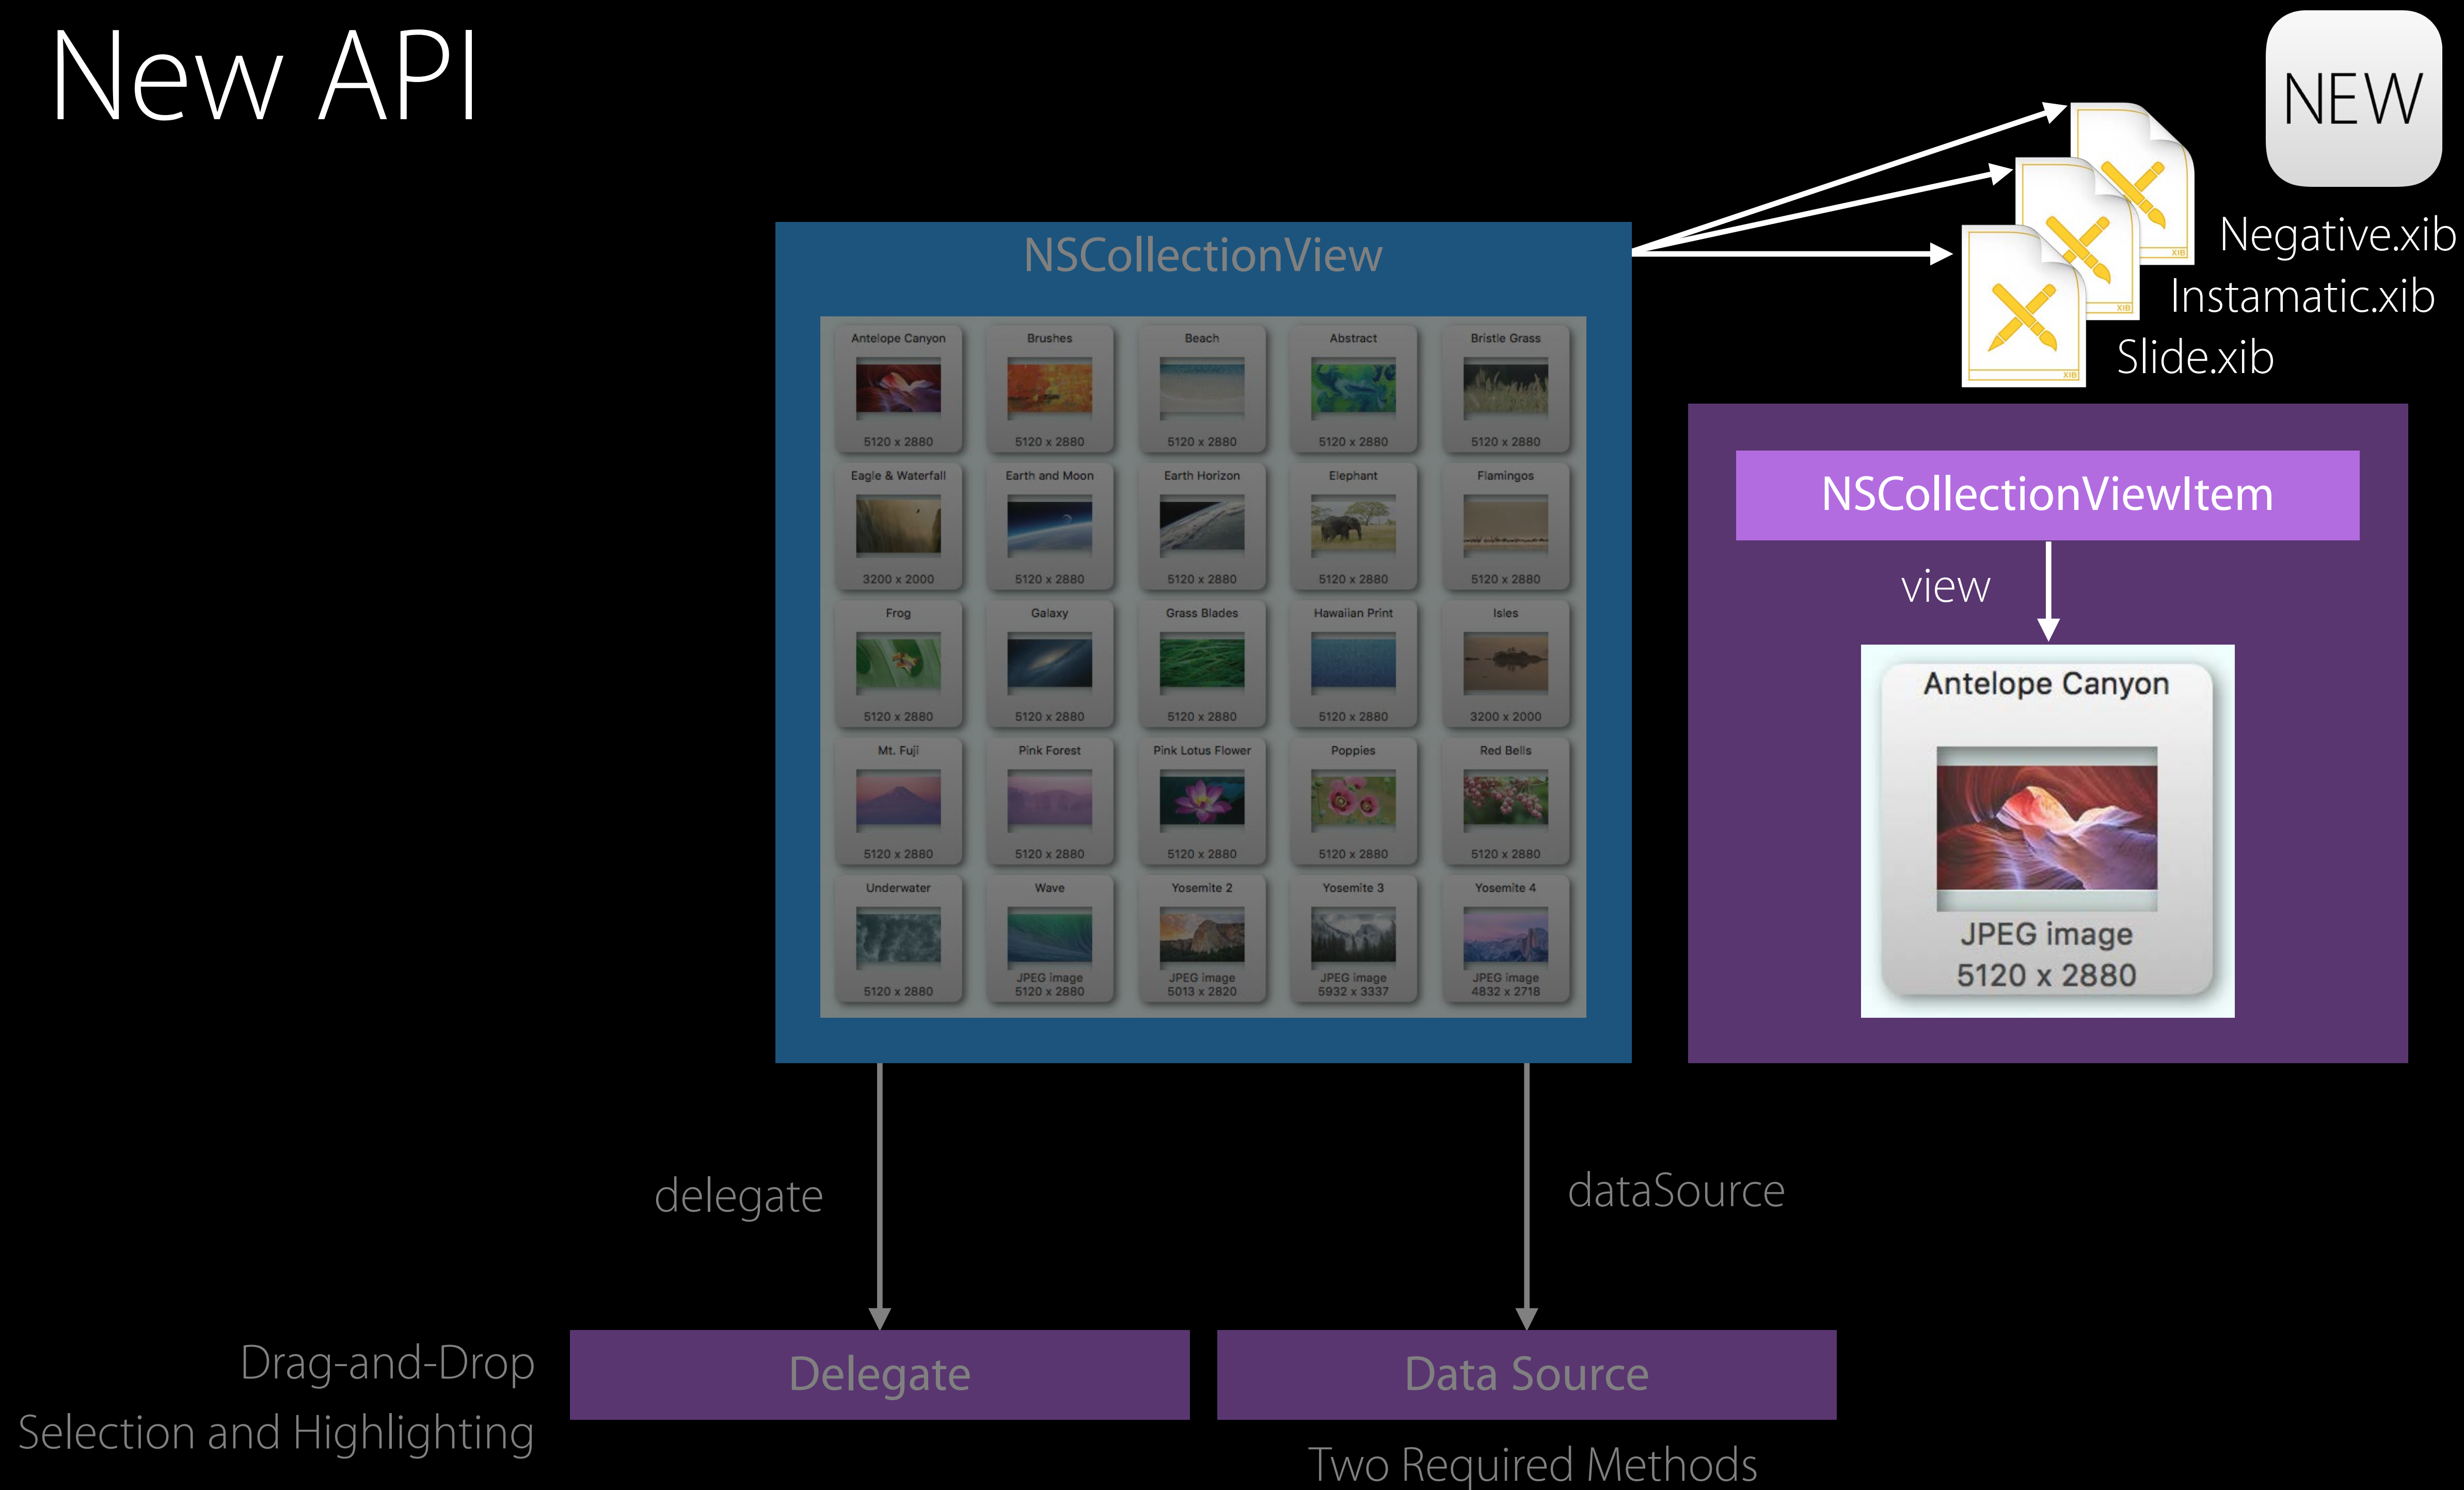 New API
NEW
NSCollectionView
Negative.xib
Instamatic.xib
Slide.xib
XIB
XIB
XIB
Antelope Canyon
5120 x 2880
Brushes
5120 x 2880
Beach
5120 x 2880
Abstract
5120 x 2880
Bristle Grass
5120 x 2880
Eagle & Waterfall
3200 x 2000
Earth and Moon
5120 x 2880
Earth Horizon
5120 x 2880
Elephant
5120 x 2880
Flamingos
5120 x 2880
Frog
5120 x 2880
Galaxy
5120 x 2880
Grass Blades
5120 x 2880
Hawaiian Print
5120 x 2880
Isles
3200 x 2000
Mt. Fuji
5120 x 2880
Pink Forest
5120 x 2880
Pink Lotus Flower
5120 x 2880
Poppies
5120 x 2880
Red Bells
5120 x 2880
Underwater
5120 x 2880
Wave
JPEG image
5120 x 2880
Yosemite 2
JPEG image
5013 x 2820
Yosemite 3
JPEG image
5932 x 3337
Yosemite 4
JPEG image
4832 x 2718
NSCollectionViewItem
view
Antelope Canyon
JPEG image
5120 x 2880
delegate
dataSource
Drag-and-Drop
Selection and Highlighting
Delegate
Data Source
Two Required Methods